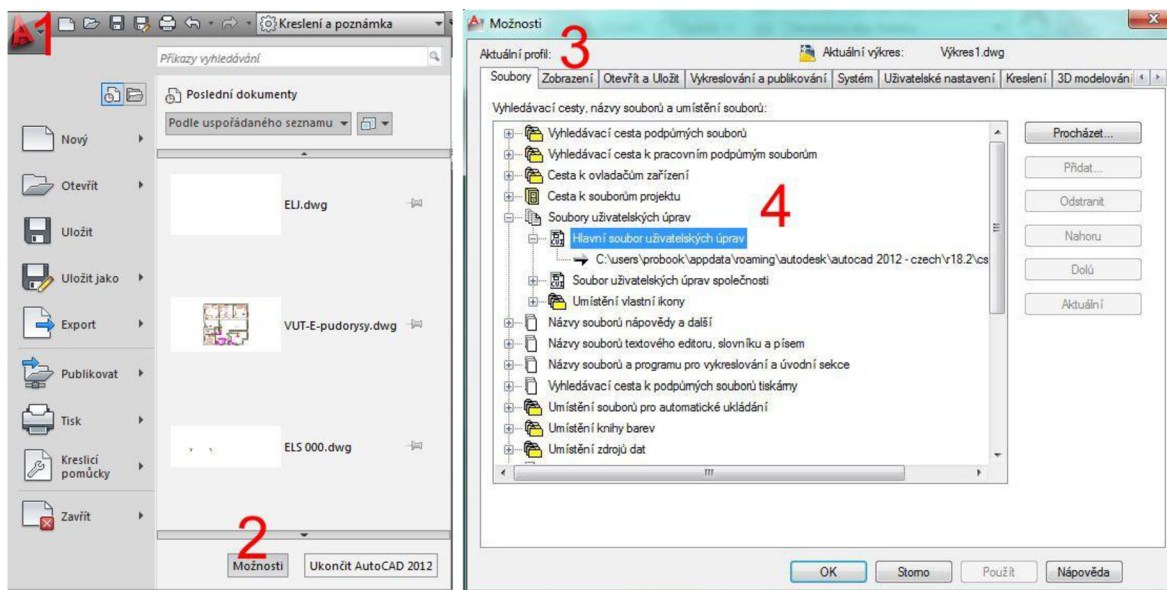 1
Kreslení a poznámka
Příkazy vyhledávání
Poslední dokumenty
Podle uspořádaného seznamu
Nový
Otevřít
Uložit
Uložit jako
Export
Publikovat
Tisk
Kreslicí
pomůcky
Zavřít
ELJ.dwg
VUT-E-pudorysy.dwg
ELS 000.dwg
2
Možnosti
Ukončit AutoCAD 2012
Možnosti
3
Aktuální profil:
Aktuální výkres:
Výkres1.dwg
Soubory
Zobrazení
Otevřít a Uložit
Vykreslování a publikování
Systém
Uživatelské nastavení
Kreslení
3D modelování
Vyhledávací cesty, názvy souborů a umístění souborů:
Vyhledávací cesta podpůrných souborů
Vyhledávací cesta k pracovním podpůrným souborům
Cesta k ovladačům zařízení
Cesta k souborům projektu
4
Soubory uživatelských úprav
Hlavní soubor uživatelských úprav
C:\users\probook\appdata\roaming\autodesk\autocad 2012 - czech\r18.2\cs
Soubor uživatelských úprav společnosti
Umístění vlastní ikony
Názvy souborů nápovědy a další
Názvy souborů textového editoru, slovníku a písem
Názvy souborů a programu pro vykreslování a úvodní sekce
Vyhledávací cesta k podpůrných souborů tiskárny
Umístění souborů pro automatické ukládání
Umístění knihy barev
Umístění zdrojů dat
Procházet...
Přidat...
Odstranit
Nahoru
Dolů
Aktuální
OK
Storno
Použít
Nápověda